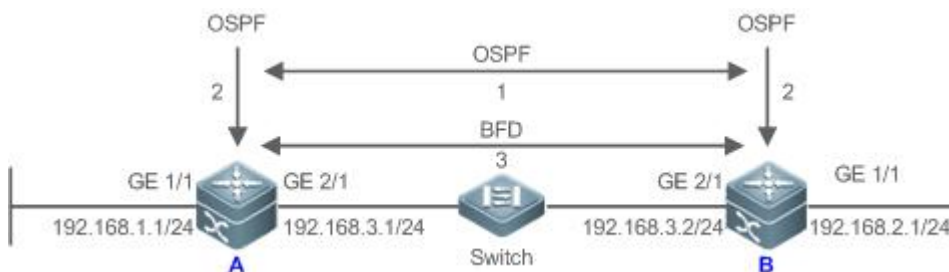 OSPF
OSPF
OSPF
2
1
2
BFD
3
GE 1/1
GE 2/1
GE 2/1
GE 1/1
192.168.1.1/24
192.168.3.1/24
192.168.3.2/24
192.168.2.1/24
A
Switch
B